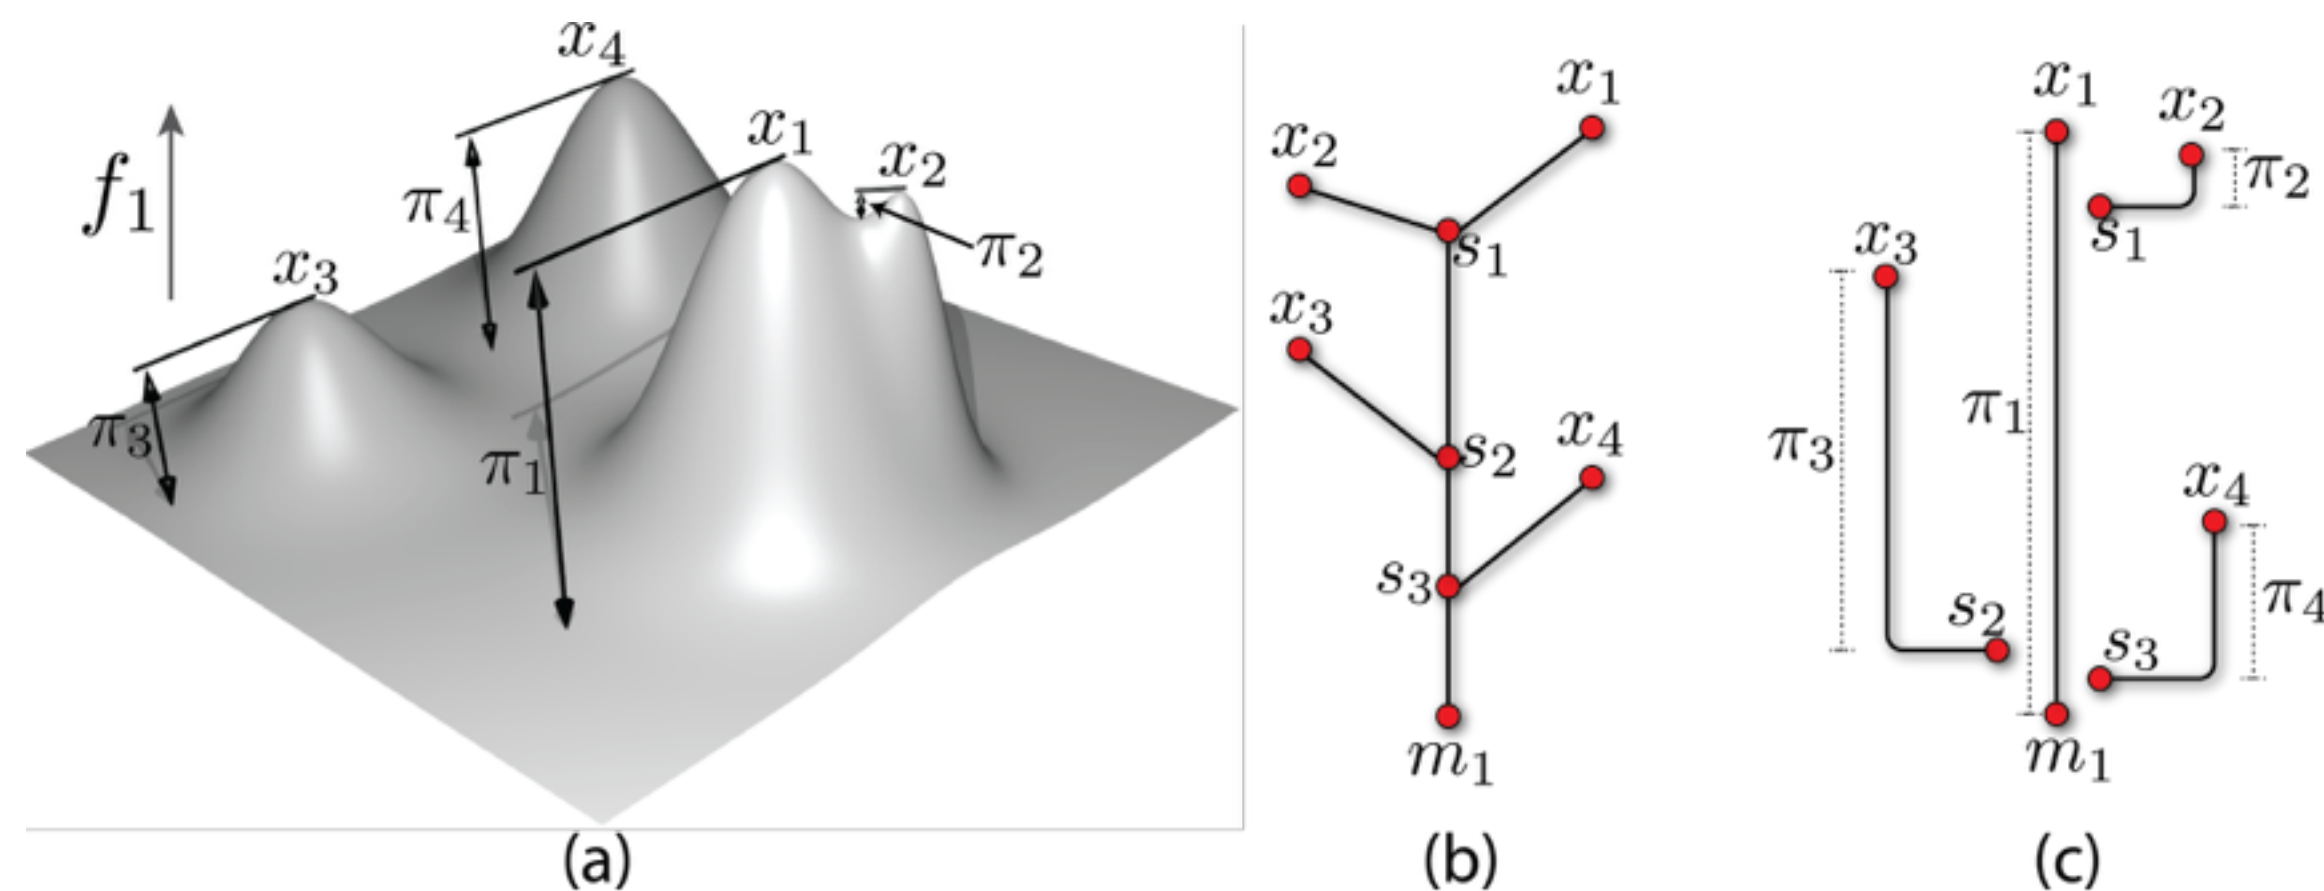 x₄
x₁
x₂
f₁
π₄
π₂
x₃
π₃
π₁
(a)
x₁
x₂
s₁
x₃
s₂
x₄
s₃
m₁
(b)
x₁
x₂
π₂
s₁
x₃
π₁
π₃
x₄
s₂
π₄
s₃
m₁
(c)